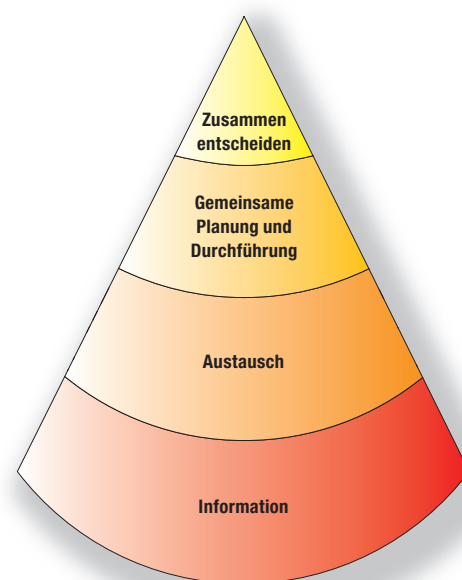 Zusammen
entscheiden
Gemeinsame
Planung und
Durchführung
Austausch
Information